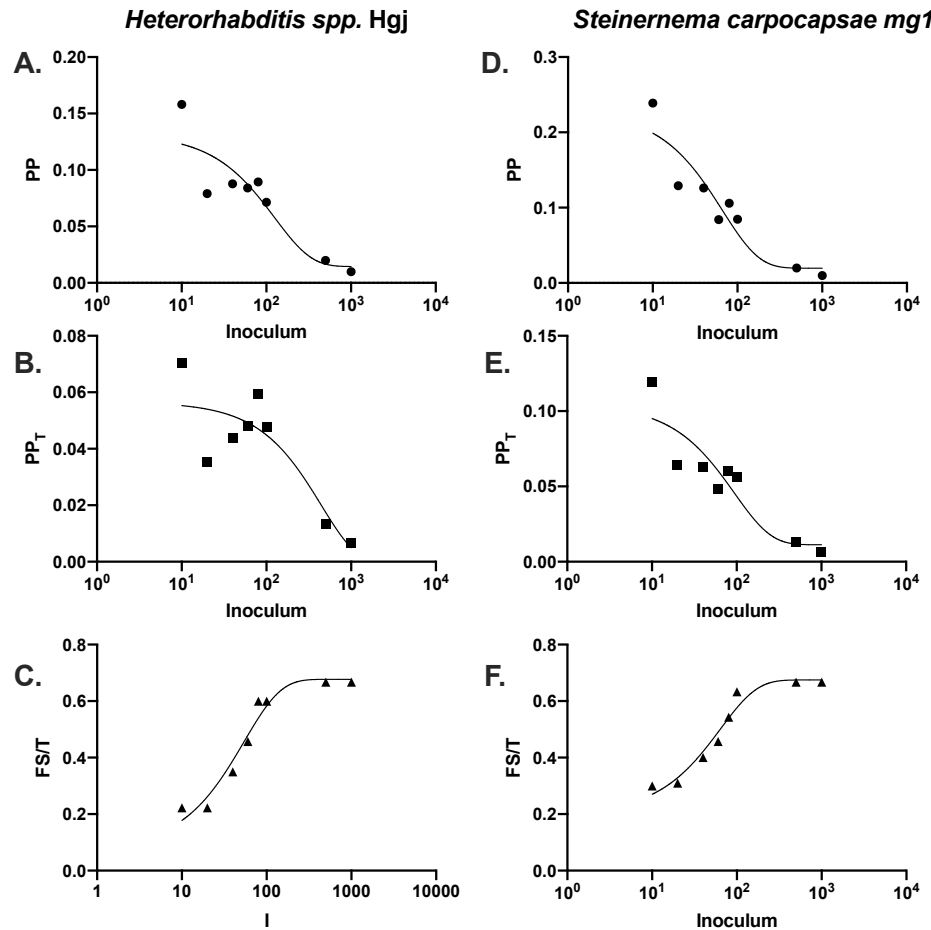 Heterorhabditis spp. Hgj
Steinernema carpocapsae mg1
A.
0.20
0.15
0.10
0.05
0.00
PP
10⁰ 10¹ 10² 10³ 10⁴
Inoculum
D.
0.3
0.2
0.1
0.0
PP
10⁰ 10¹ 10² 10³ 10⁴
Inoculum
B.
0.08
0.06
0.04
0.02
0.00
PP_T
10⁰ 10¹ 10² 10³ 10⁴
Inoculum
E.
0.15
0.10
0.05
0.00
PP_T
10⁰ 10¹ 10² 10³ 10⁴
Inoculum
C.
0.8
0.6
0.4
0.2
0.0
FS/T
1 10 100 1000 10000
I
F.
0.8
0.6
0.4
0.2
0.0
FS/T
10⁰ 10¹ 10² 10³ 10⁴
Inoculum